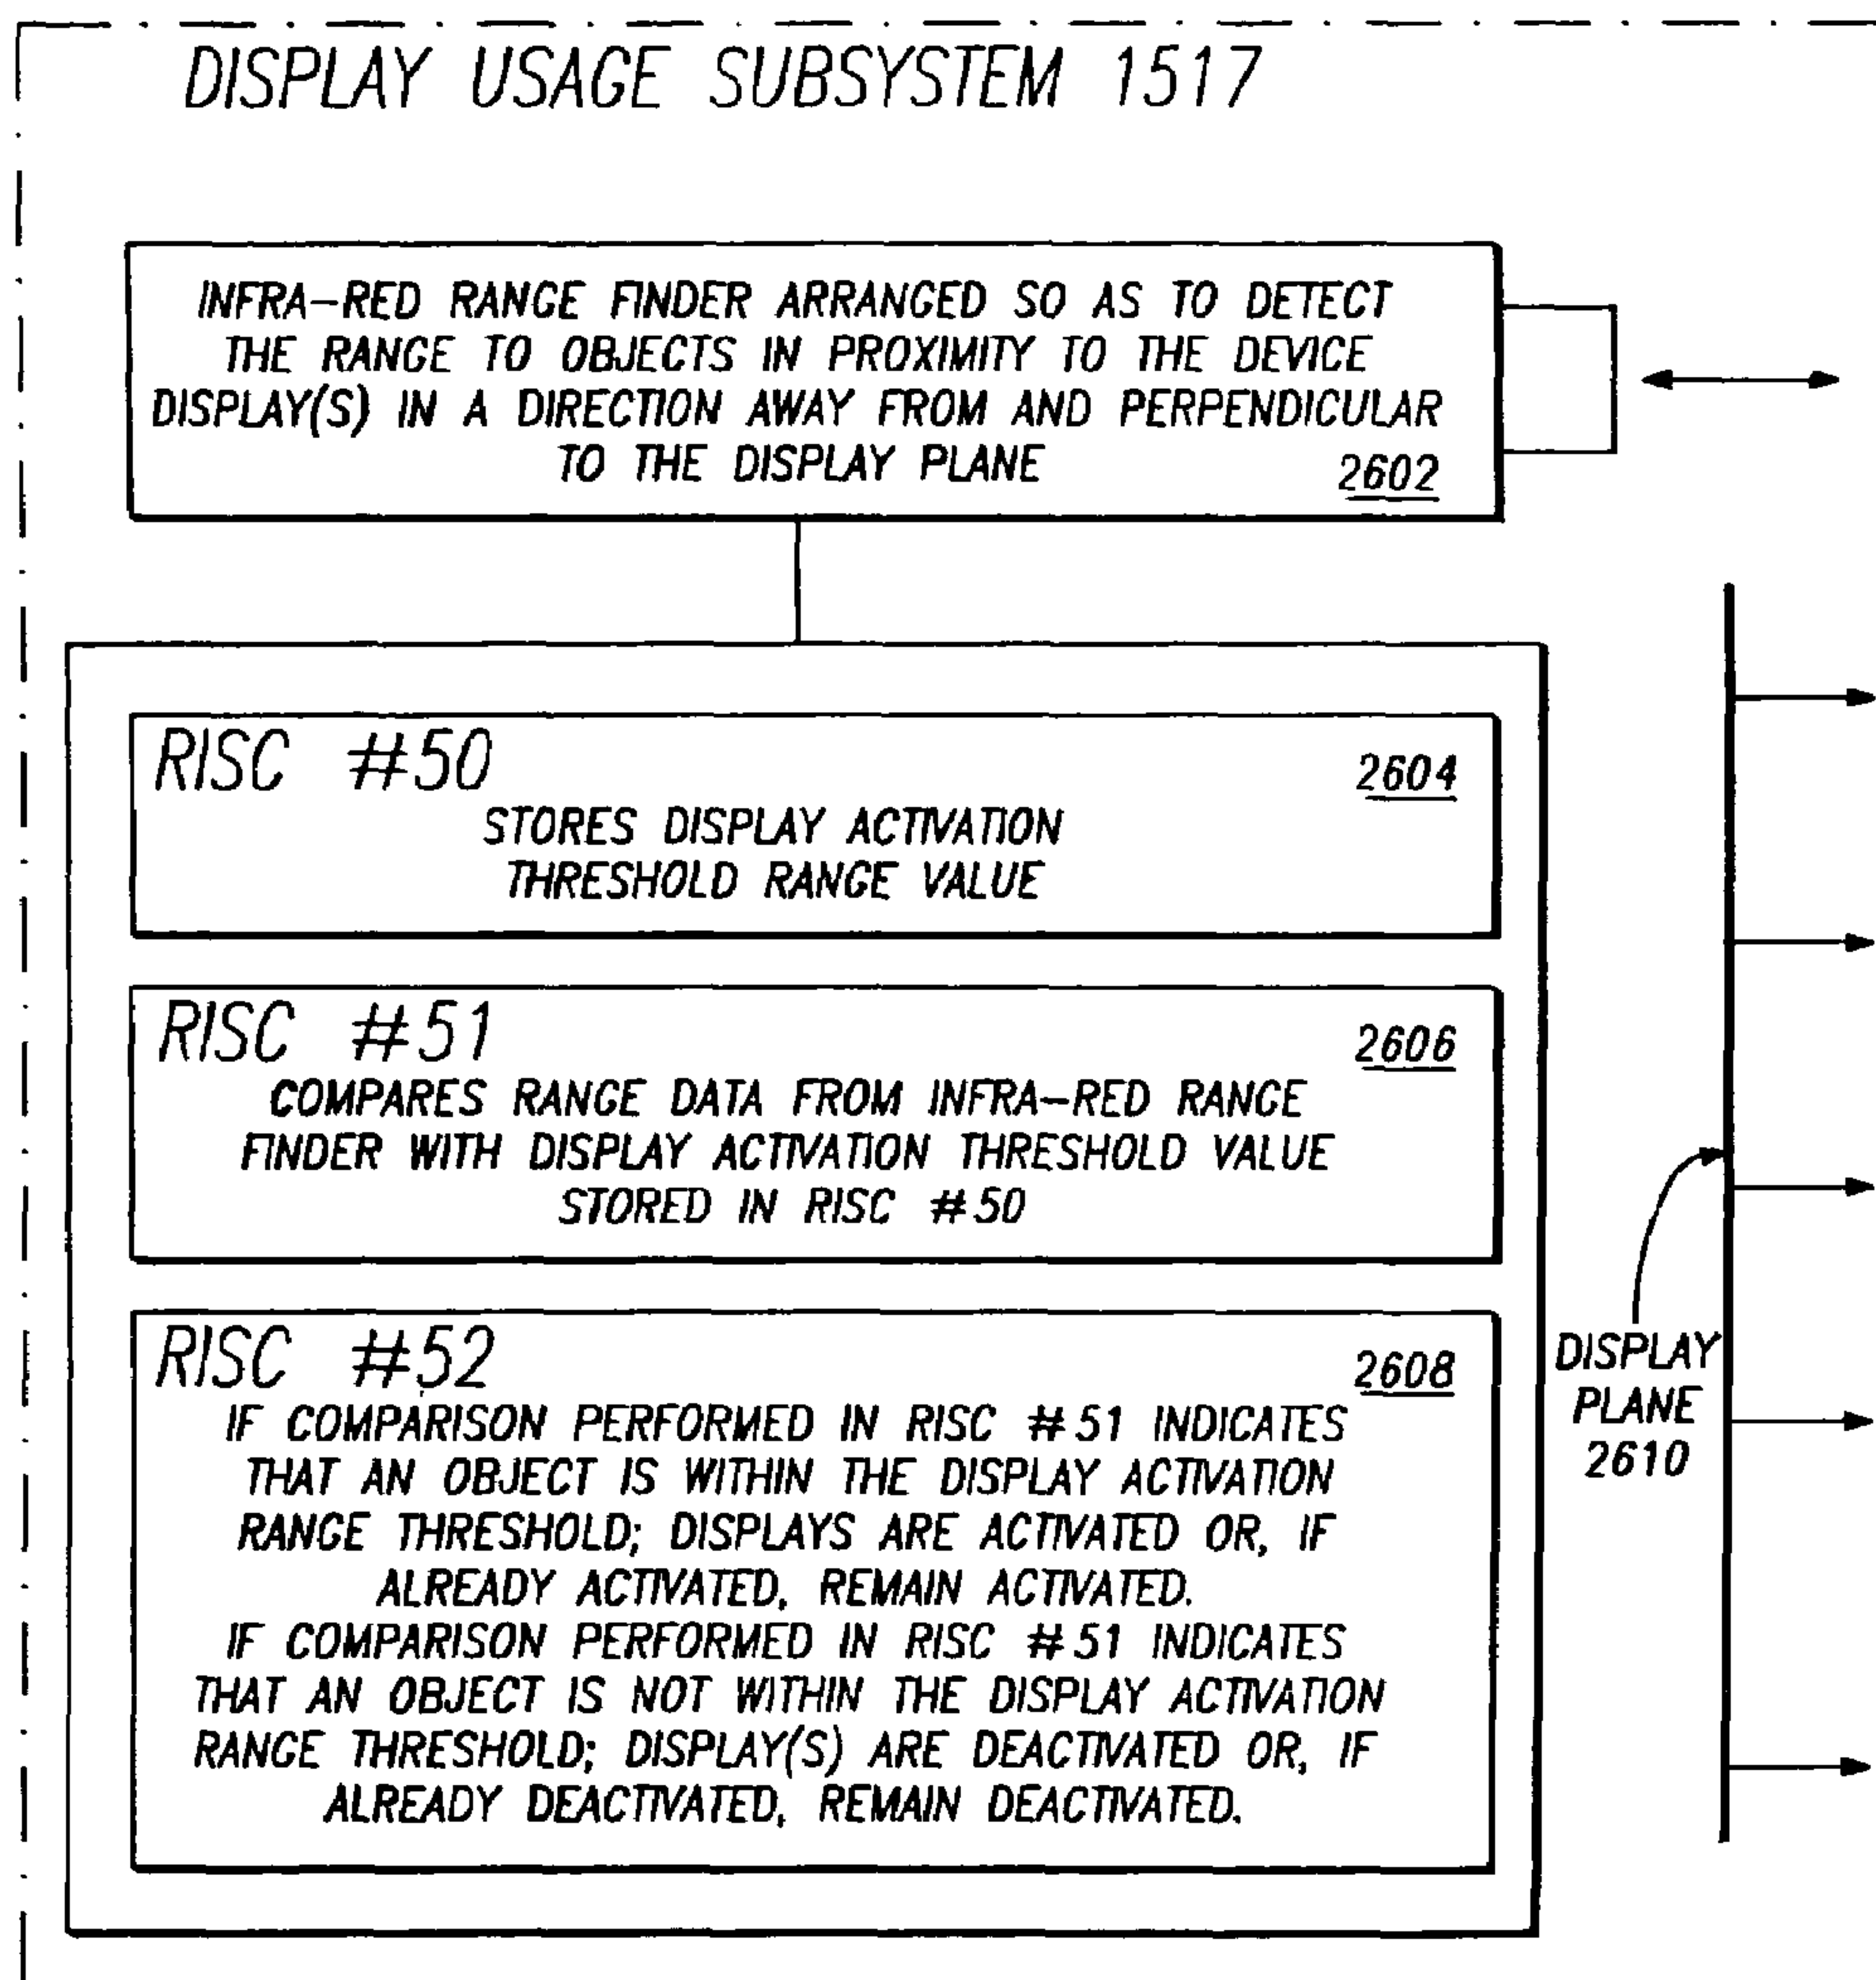 DISPLAY USAGE SUBSYSTEM 1517
INFRA-RED RANGE FINDER ARRANGED SO AS TO DETECT
THE RANGE TO OBJECTS IN PROXIMITY TO THE DEVICE
DISPLAY(S) IN A DIRECTION AWAY FROM AND PERPENDICULAR
TO THE DISPLAY PLANE 2602
RISC #50 2604
STORES DISPLAY ACTIVATION
THRESHOLD RANGE VALUE
RISC #51 2606
COMPARES RANGE DATA FROM INFRA-RED RANGE
FINDER WITH DISPLAY ACTIVATION THRESHOLD VALUE
STORED IN RISC #50
RISC #52 2608
IF COMPARISON PERFORMED IN RISC #51 INDICATES
THAT AN OBJECT IS WITHIN THE DISPLAY ACTIVATION
RANGE THRESHOLD; DISPLAYS ARE ACTIVATED OR, IF
ALREADY ACTIVATED, REMAIN ACTIVATED.
IF COMPARISON PERFORMED IN RISC #51 INDICATES
THAT AN OBJECT IS NOT WITHIN THE DISPLAY ACTIVATION
RANGE THRESHOLD; DISPLAY(S) ARE DEACTIVATED OR, IF
ALREADY DEACTIVATED, REMAIN DEACTIVATED.
DISPLAY
PLANE
2610